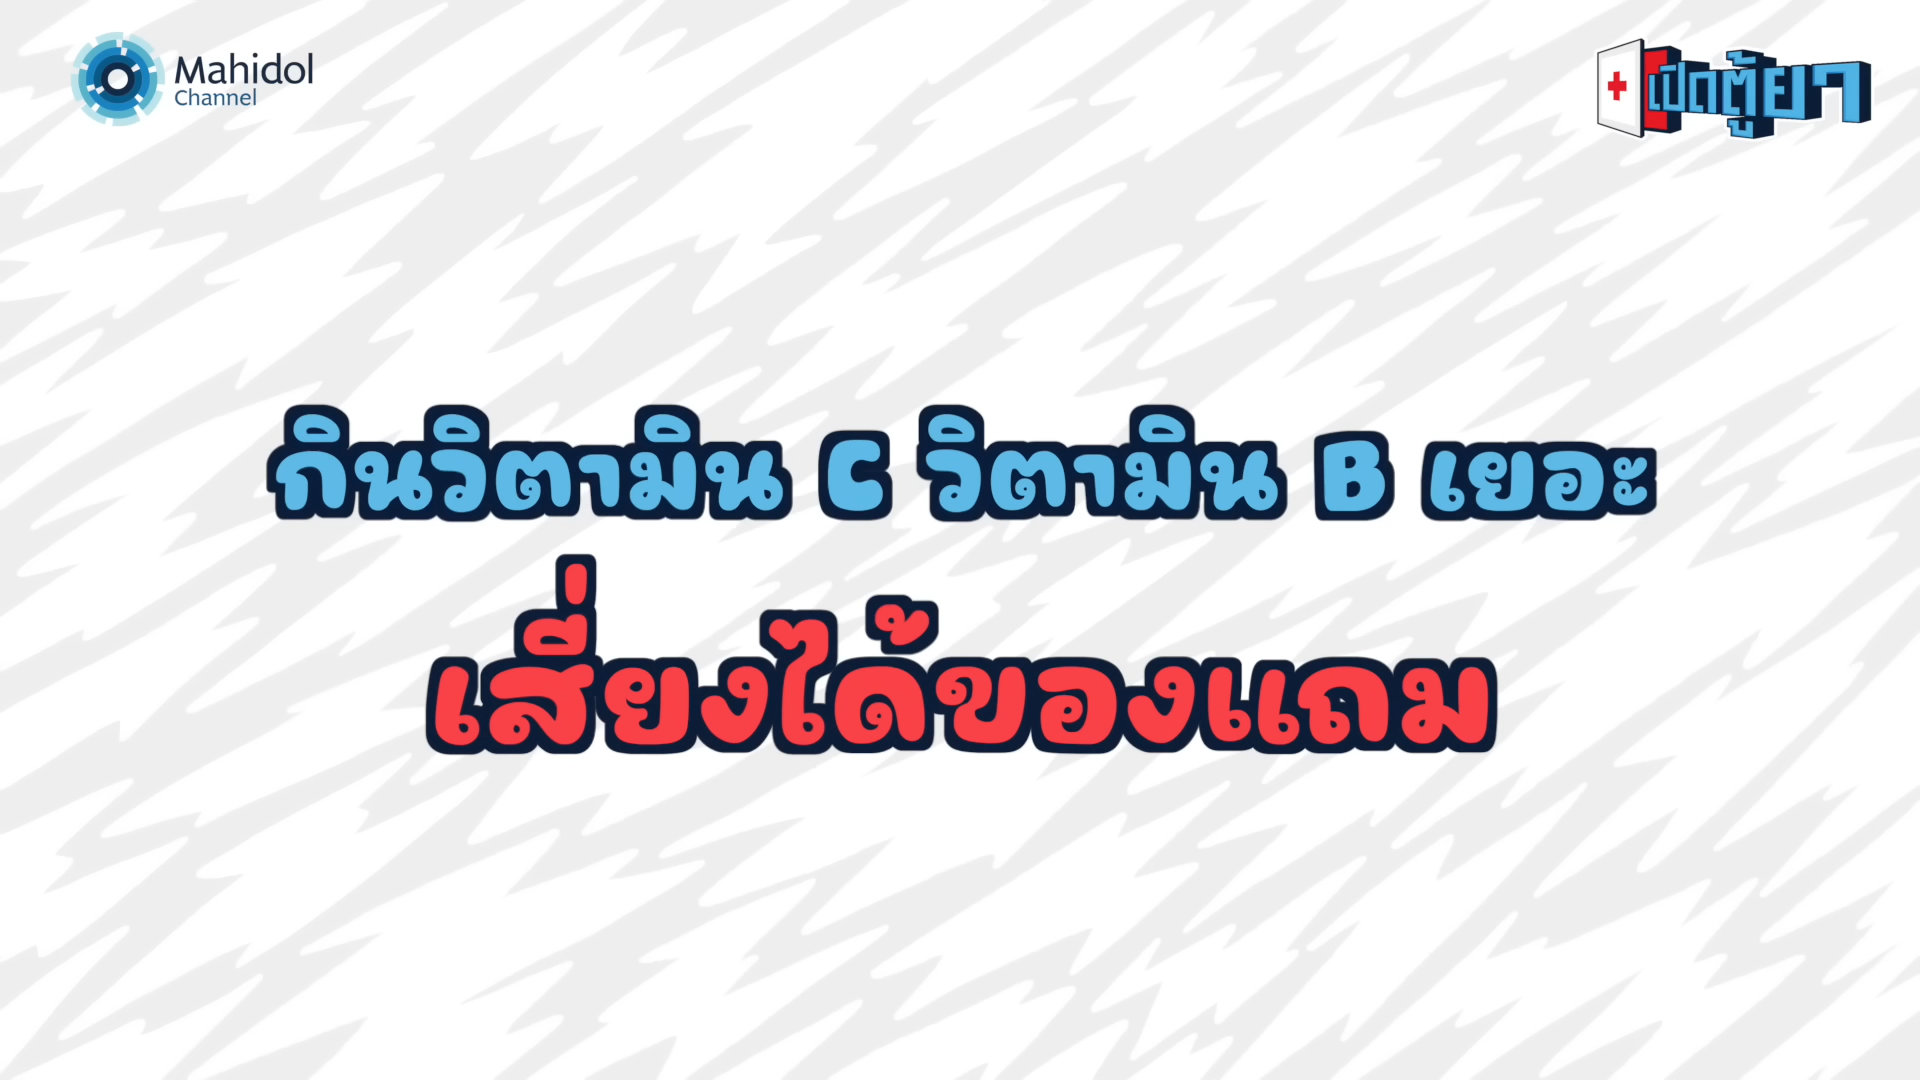 Mahidol
Channel
เปิดตู้ยา
กินวิตามิน C วิตามิน B เยอะ
เสี่ยงได้ของแถม